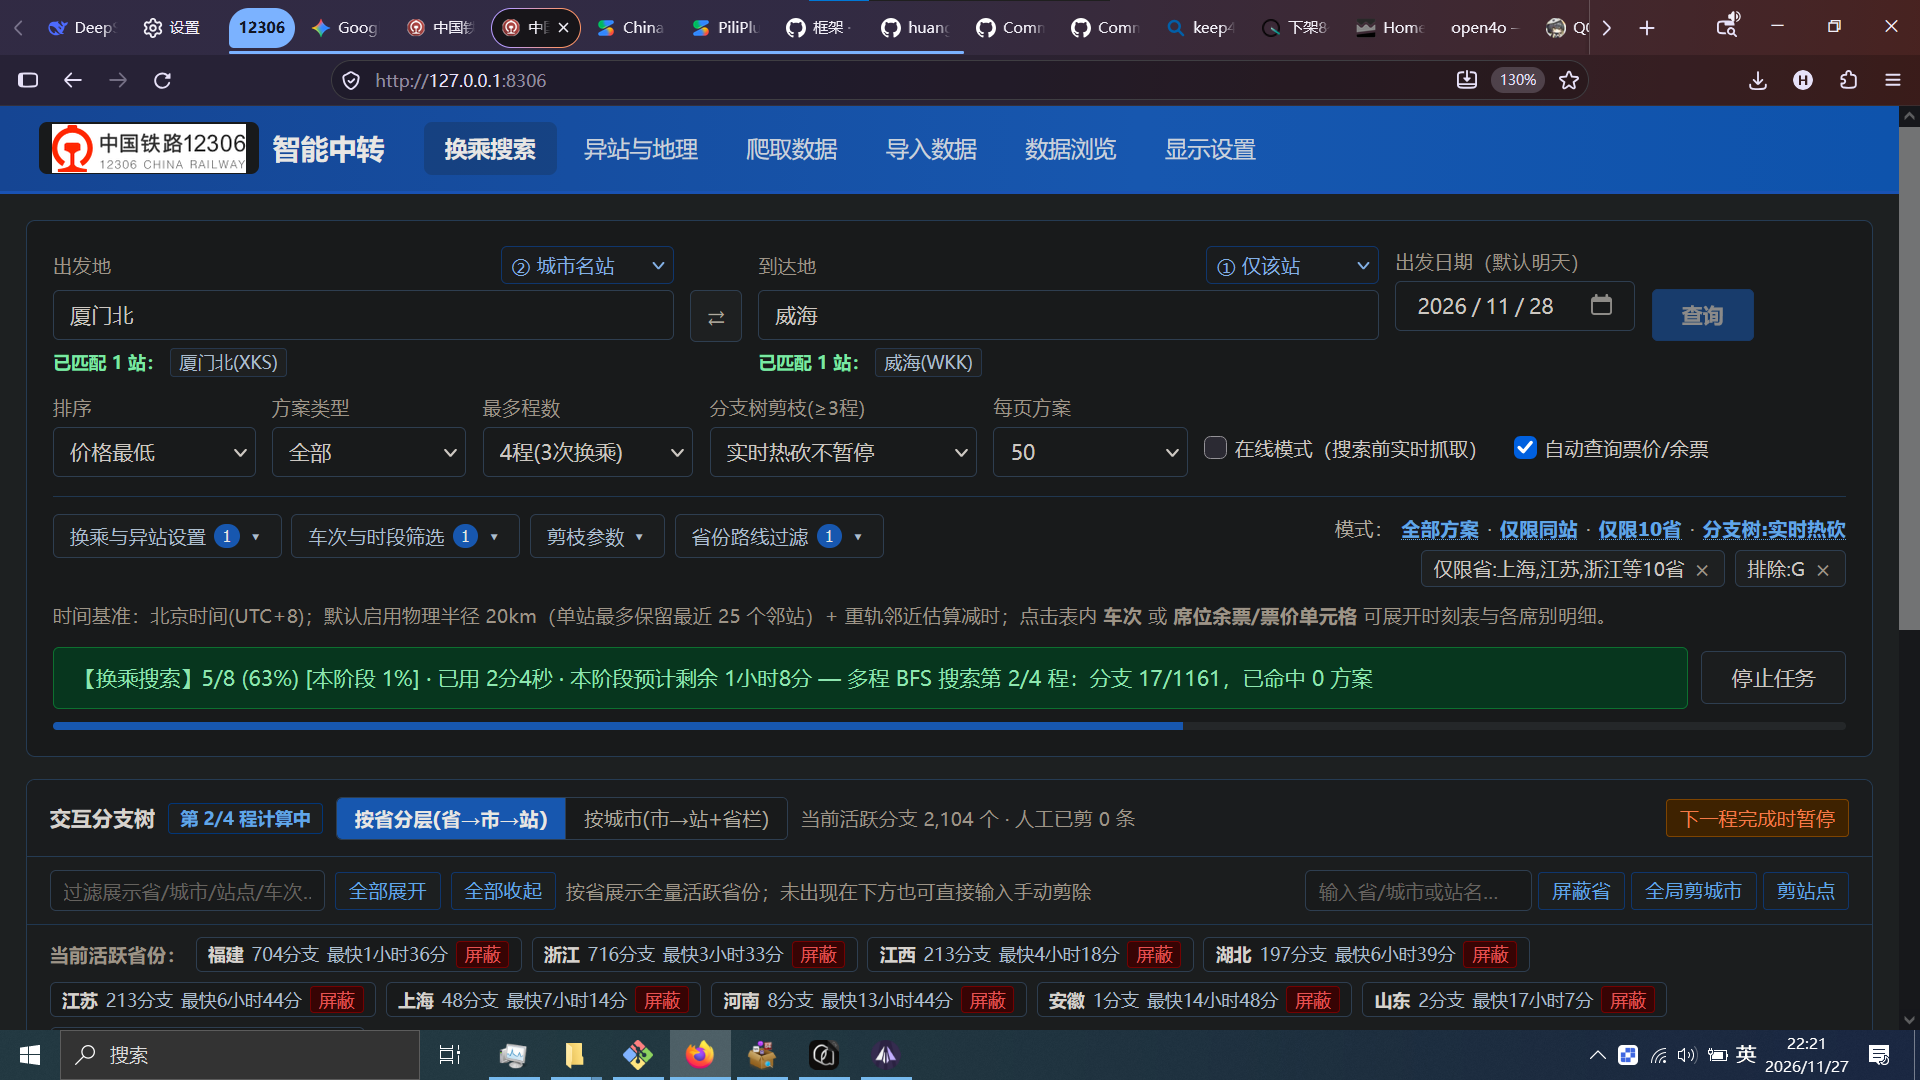 DeepS
设置
12306
Goog
中国铁
中国
China
PiliPlu
框架 ·
huang
Comm
Comm
keep4
下架8
Home
open4o —
QQ
http://127.0.0.1:8306
130%
中国铁路12306
12306 CHINA RAILWAY
智能中转
换乘搜索
异站与地理
爬取数据
导入数据
数据浏览
显示设置
出发地
② 城市名站
到达地
① 仅该站
出发日期（默认明天）
厦门北
⇄
威海
2026 / 11 / 28
查询
已匹配 1 站：
厦门北(XKS)
已匹配 1 站：
威海(WKK)
排序
方案类型
最多程数
分支树剪枝(≥3程)
每页方案
价格最低
全部
4程(3次换乘)
实时热砍不暂停
50
在线模式（搜索前实时抓取）
自动查询票价/余票
换乘与异站设置 1 ▾
车次与时段筛选 1 ▾
剪枝参数 ▾
省份路线过滤 1 ▾
模式： 全部方案 · 仅限同站 · 仅限10省 · 分支树:实时热砍
仅限省:上海,江苏,浙江等10省 ×
排除:G ×
时间基准：北京时间(UTC+8)；默认启用物理半径 20km（单站最多保留最近 25 个邻站）+ 重轨邻近估算减时；点击表内 车次 或 席位余票/票价单元格 可展开时刻表与各席别明细。
【换乘搜索】5/8 (63%) [本阶段 1%] · 已用 2分4秒 · 本阶段预计剩余 1小时8分 — 多程 BFS 搜索第 2/4 程：分支 17/1161，已命中 0 方案
停止任务
交互分支树
第 2/4 程计算中
按省分层(省→市→站)
按城市(市→站+省栏)
当前活跃分支 2,104 个 · 人工已剪 0 条
下一程完成时暂停
过滤展示省/城市/站点/车次..
全部展开
全部收起
按省展示全量活跃省份；未出现在下方也可直接输入手动剪除
输入省/城市或站名...
屏蔽省
全局剪城市
剪站点
当前活跃省份：
福建 704分支 最快1小时36分 屏蔽
浙江 716分支 最快3小时33分 屏蔽
江西 213分支 最快4小时18分 屏蔽
湖北 197分支 最快6小时39分 屏蔽
江苏 213分支 最快6小时44分 屏蔽
上海 48分支 最快7小时14分 屏蔽
河南 8分支 最快13小时44分 屏蔽
安徽 1分支 最快14小时48分 屏蔽
山东 2分支 最快17小时7分 屏蔽
搜索
英
22:21
2026/11/27